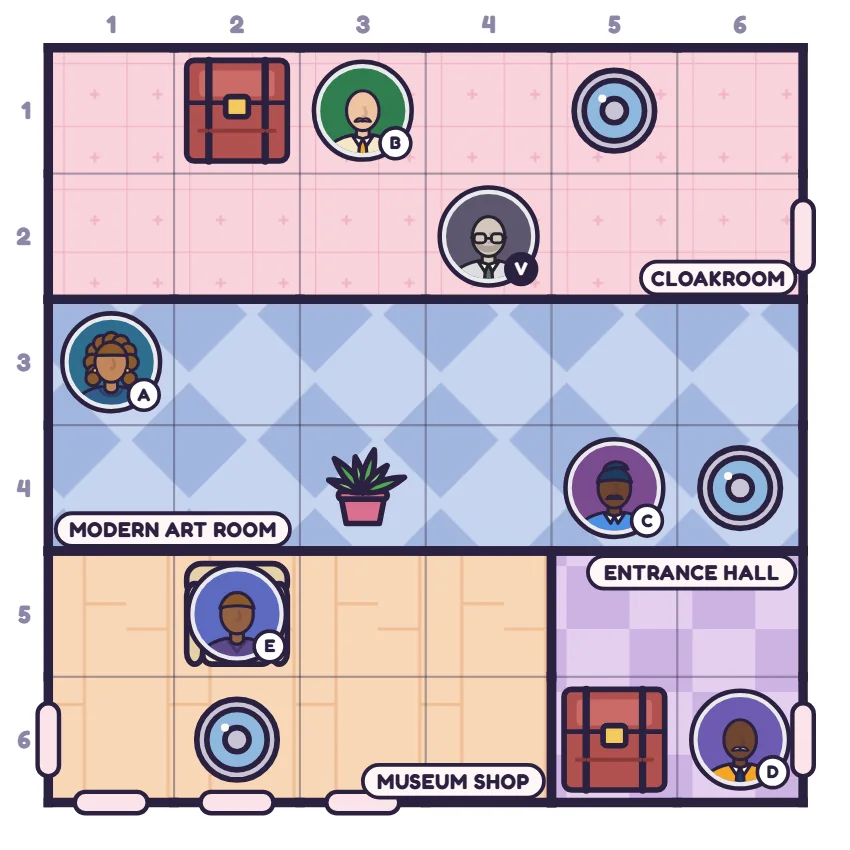 1 2 3 4 5 6
1
B
2
V
CLOAKROOM
3
A
4
C
MODERN ART ROOM
ENTRANCE HALL
5
E
6
D
MUSEUM SHOP